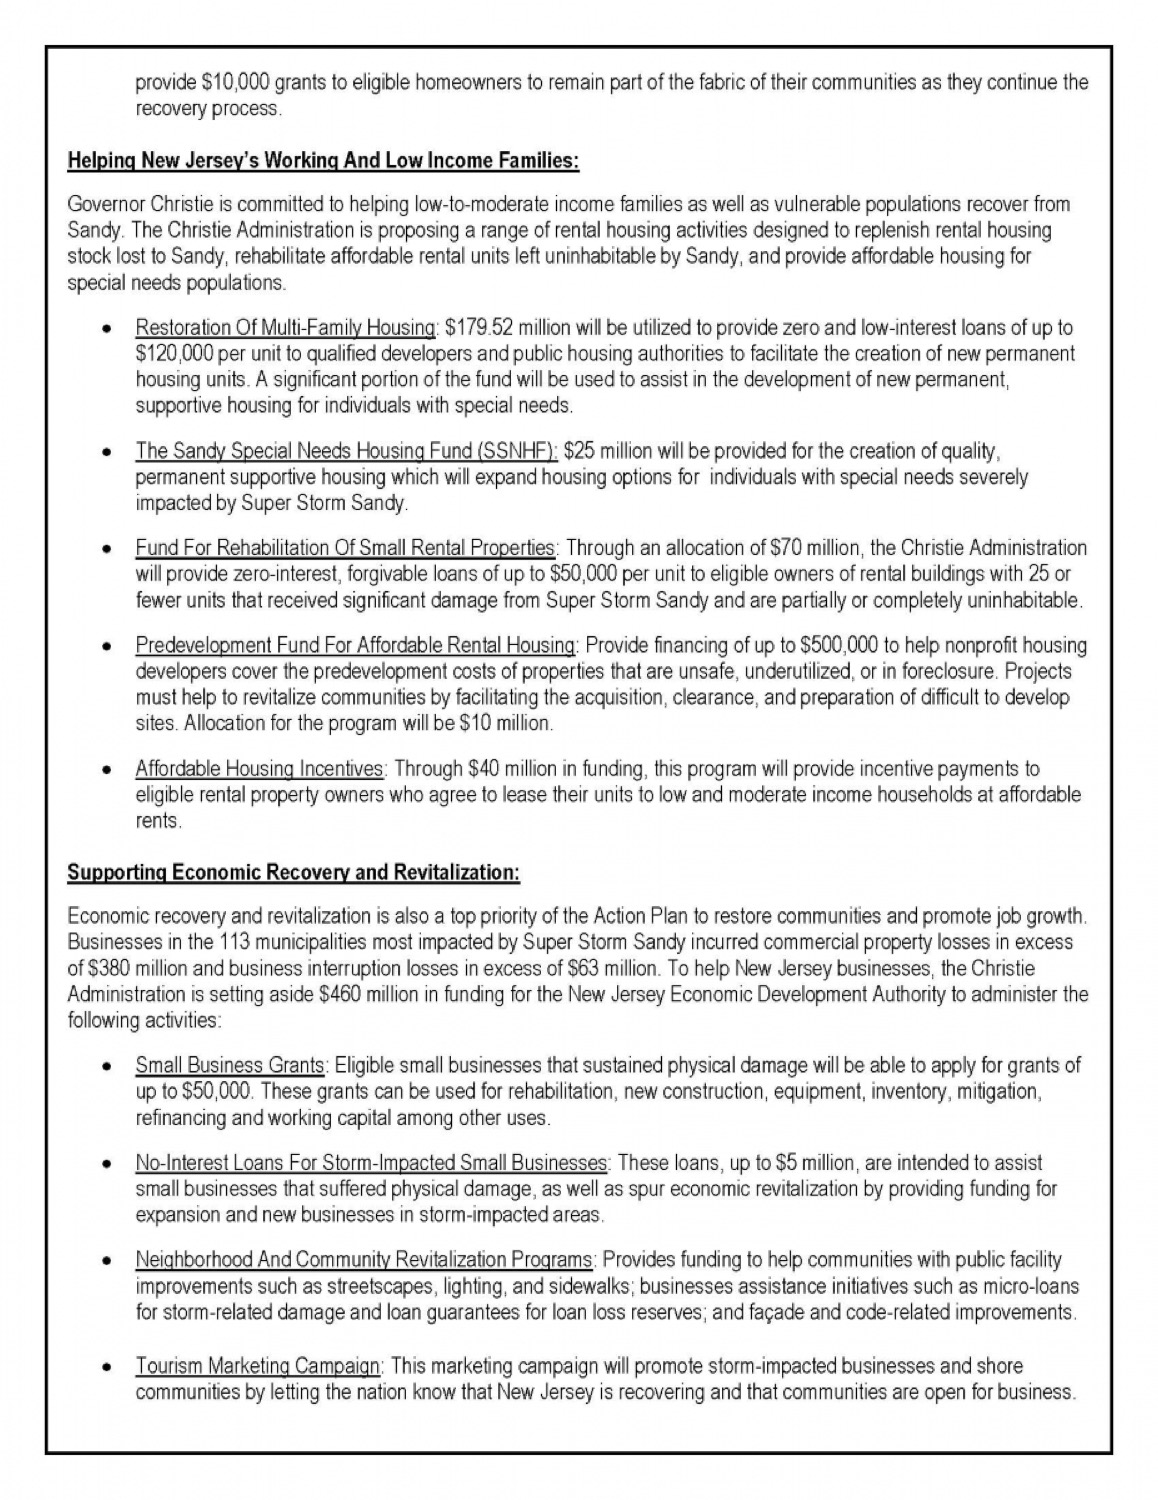 provide $10,000 grants to eligible homeowners to remain part of the fabric of their communities as they continue the
recovery process.
Helping New Jersey's Working And Low Income Families:
Governor Christie is committed to helping low-to-moderate income families as well as vulnerable populations recover from
Sandy. The Christie Administration is proposing a range of rental housing activities designed to replenish rental housing
stock lost to Sandy, rehabilitate affordable rental units left uninhabitable by Sandy, and provide affordable housing for
special needs populations.
• Restoration Of Multi-Family Housing: $179.52 million will be utilized to provide zero and low-interest loans of up to
$120,000 per unit to qualified developers and public housing authorities to facilitate the creation of new permanent
housing units. A significant portion of the fund will be used to assist in the development of new permanent,
supportive housing for individuals with special needs.
• The Sandy Special Needs Housing Fund (SSNHF): $25 million will be provided for the creation of quality,
permanent supportive housing which will expand housing options for individuals with special needs severely
impacted by Super Storm Sandy.
• Fund For Rehabilitation Of Small Rental Properties: Through an allocation of $70 million, the Christie Administration
will provide zero-interest, forgivable loans of up to $50,000 per unit to eligible owners of rental buildings with 25 or
fewer units that received significant damage from Super Storm Sandy and are partially or completely uninhabitable.
• Predevelopment Fund For Affordable Rental Housing: Provide financing of up to $500,000 to help nonprofit housing
developers cover the predevelopment costs of properties that are unsafe, underutilized, or in foreclosure. Projects
must help to revitalize communities by facilitating the acquisition, clearance, and preparation of difficult to develop
sites. Allocation for the program will be $10 million.
• Affordable Housing Incentives: Through $40 million in funding, this program will provide incentive payments to
eligible rental property owners who agree to lease their units to low and moderate income households at affordable
rents.
Supporting Economic Recovery and Revitalization:
Economic recovery and revitalization is also a top priority of the Action Plan to restore communities and promote job growth.
Businesses in the 113 municipalities most impacted by Super Storm Sandy incurred commercial property losses in excess
of $380 million and business interruption losses in excess of $63 million. To help New Jersey businesses, the Christie
Administration is setting aside $460 million in funding for the New Jersey Economic Development Authority to administer the
following activities:
• Small Business Grants: Eligible small businesses that sustained physical damage will be able to apply for grants of
up to $50,000. These grants can be used for rehabilitation, new construction, equipment, inventory, mitigation,
refinancing and working capital among other uses.
• No-Interest Loans For Storm-Impacted Small Businesses: These loans, up to $5 million, are intended to assist
small businesses that suffered physical damage, as well as spur economic revitalization by providing funding for
expansion and new businesses in storm-impacted areas.
• Neighborhood And Community Revitalization Programs: Provides funding to help communities with public facility
improvements such as streetscapes, lighting, and sidewalks; businesses assistance initiatives such as micro-loans
for storm-related damage and loan guarantees for loan loss reserves; and façade and code-related improvements.
• Tourism Marketing Campaign: This marketing campaign will promote storm-impacted businesses and shore
communities by letting the nation know that New Jersey is recovering and that communities are open for business.